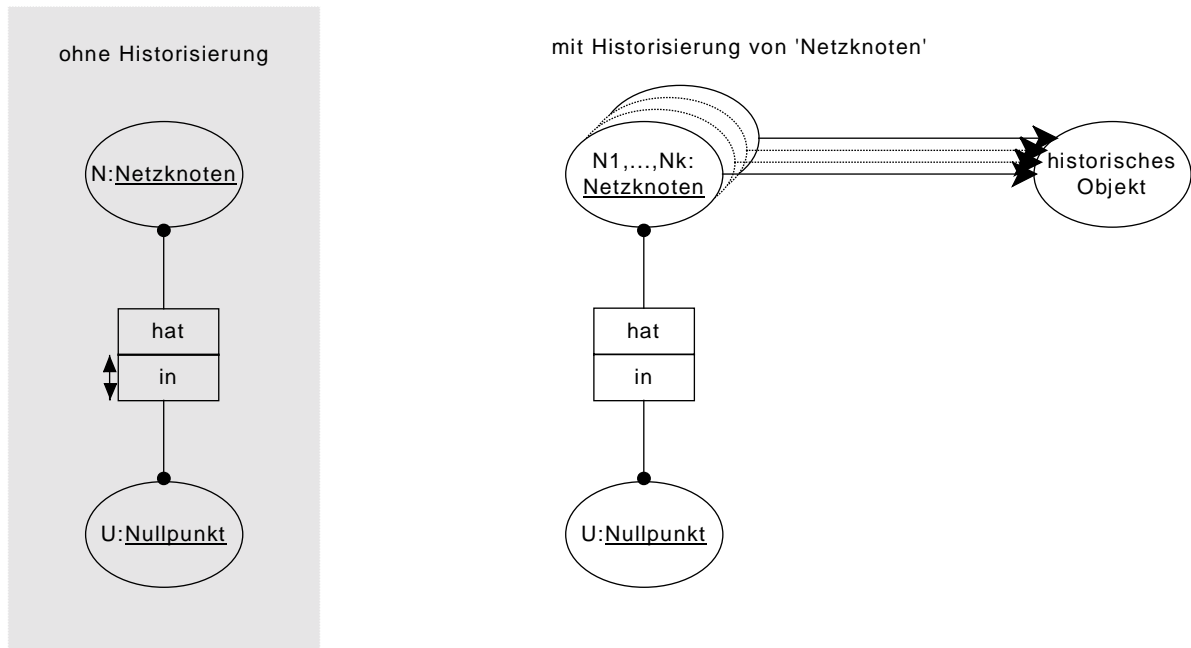 ohne Historisierung
N:Netzknoten
hat
in
U:Nullpunkt
mit Historisierung von 'Netzknoten'
N1,...,Nk:
Netzknoten
historisches
Objekt
hat
in
U:Nullpunkt